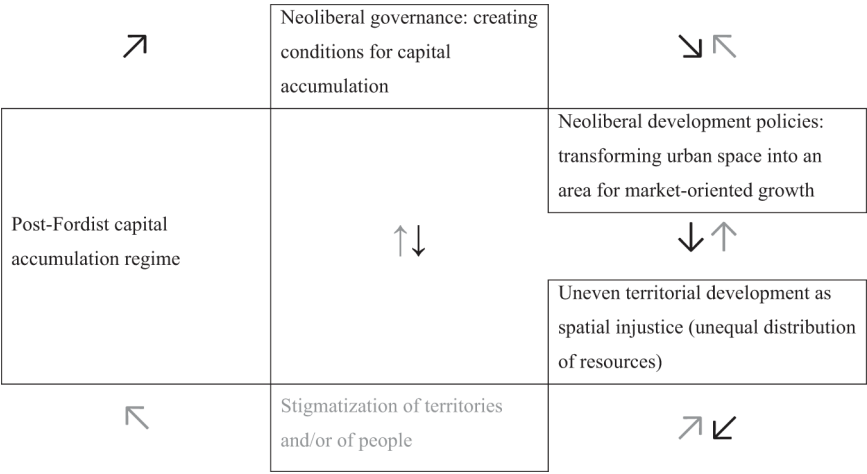 Neoliberal governance: creating
conditions for capital
accumulation
Neoliberal development policies:
transforming urban space into an
area for market-oriented growth
Post-Fordist capital
accumulation regime
Uneven territorial development as
spatial injustice (unequal distribution
of resources)
Stigmatization of territories
and/or of people